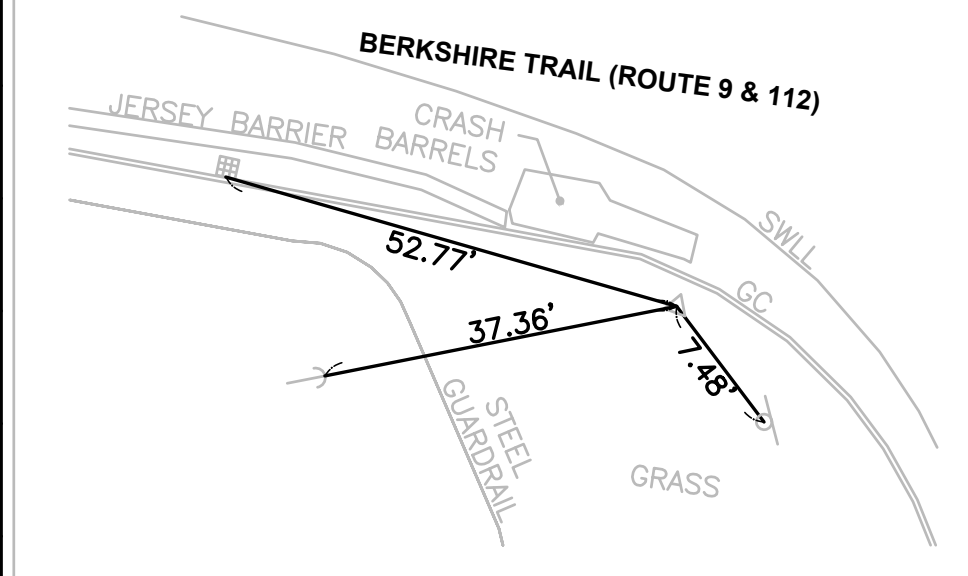 BERKSHIRE TRAIL (ROUTE 9 & 112)
JERSEY BARRIER
CRASH
BARRELS
SWLL
GC
52.77'
37.36'
7.48'
STEEL
GUARDRAIL
GRASS